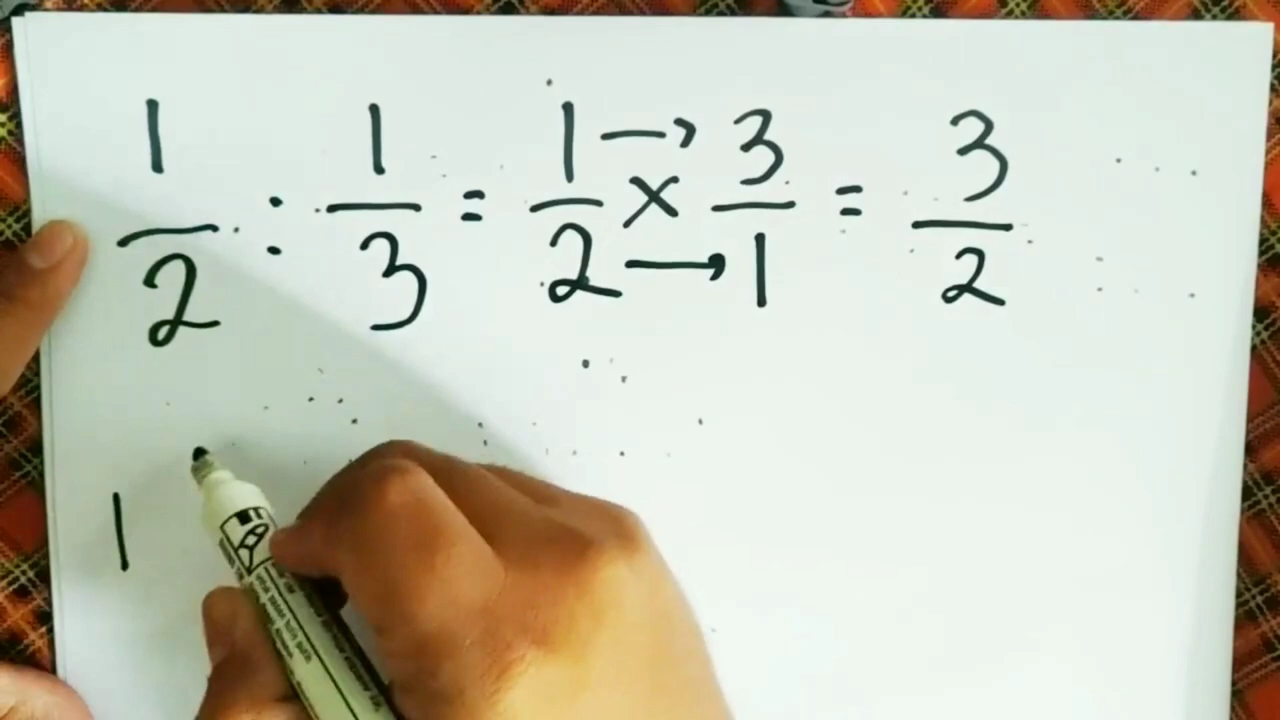 1/2 : 1/3 = 1/2 × 3/1 = 3/2
1